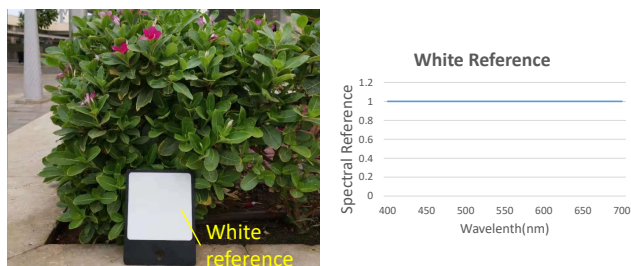 White
reference
White Reference
Spectral Reference
1.2
1
0.8
0.6
0.4
0.2
0
400 450 500 550 600 650 700
Wavelenth(nm)